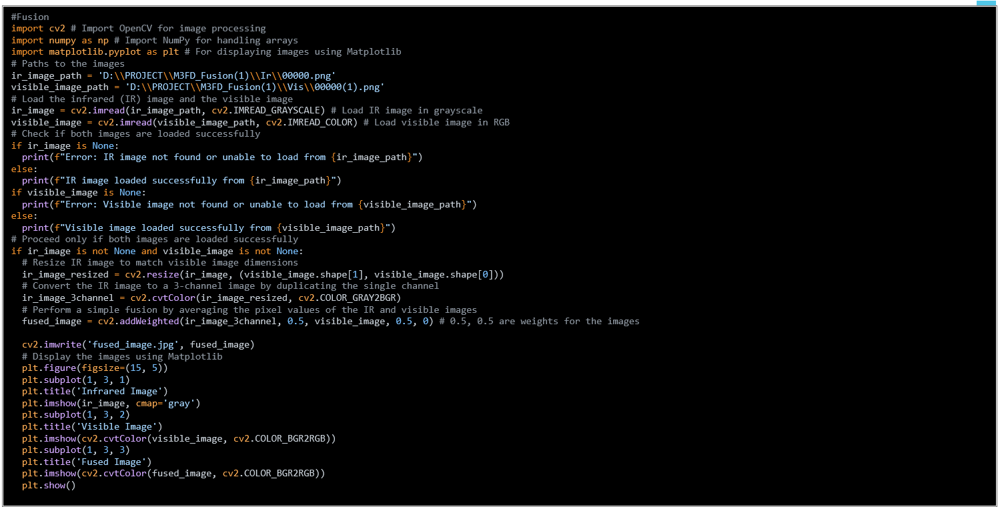 #Fusion
import cv2 # Import OpenCV for image processing
import numpy as np # Import NumPy for handling arrays
import matplotlib.pyplot as plt # For displaying images using Matplotlib
# Paths to the images
ir_image_path = 'D:\\PROJECT\\M3FD_Fusion(1)\\Ir\\00000.png'
visible_image_path = 'D:\\PROJECT\\M3FD_Fusion(1)\\Vis\\00000(1).png'
# Load the infrared (IR) image and the visible image
ir_image = cv2.imread(ir_image_path, cv2.IMREAD_GRAYSCALE) # Load IR image in grayscale
visible_image = cv2.imread(visible_image_path, cv2.IMREAD_COLOR) # Load visible image in RGB
# Check if both images are loaded successfully
if ir_image is None:
  print(f"Error: IR image not found or unable to load from {ir_image_path}")
else:
  print(f"IR image loaded successfully from {ir_image_path}")
if visible_image is None:
  print(f"Error: Visible image not found or unable to load from {visible_image_path}")
else:
  print(f"Visible image loaded successfully from {visible_image_path}")
# Proceed only if both images are loaded successfully
if ir_image is not None and visible_image is not None:
  # Resize IR image to match visible image dimensions
  ir_image_resized = cv2.resize(ir_image, (visible_image.shape[1], visible_image.shape[0]))
  # Convert the IR image to a 3-channel image by duplicating the single channel
  ir_image_3channel = cv2.cvtColor(ir_image_resized, cv2.COLOR_GRAY2BGR)
  # Perform a simple fusion by averaging the pixel values of the IR and visible images
  fused_image = cv2.addWeighted(ir_image_3channel, 0.5, visible_image, 0.5, 0) # 0.5, 0.5 are weights for the images

  cv2.imwrite('fused_image.jpg', fused_image)
  # Display the images using Matplotlib
  plt.figure(figsize=(15, 5))
  plt.subplot(1, 3, 1)
  plt.title('Infrared Image')
  plt.imshow(ir_image, cmap='gray')
  plt.subplot(1, 3, 2)
  plt.title('Visible Image')
  plt.imshow(cv2.cvtColor(visible_image, cv2.COLOR_BGR2RGB))
  plt.subplot(1, 3, 3)
  plt.title('Fused Image')
  plt.imshow(cv2.cvtColor(fused_image, cv2.COLOR_BGR2RGB))
  plt.show()